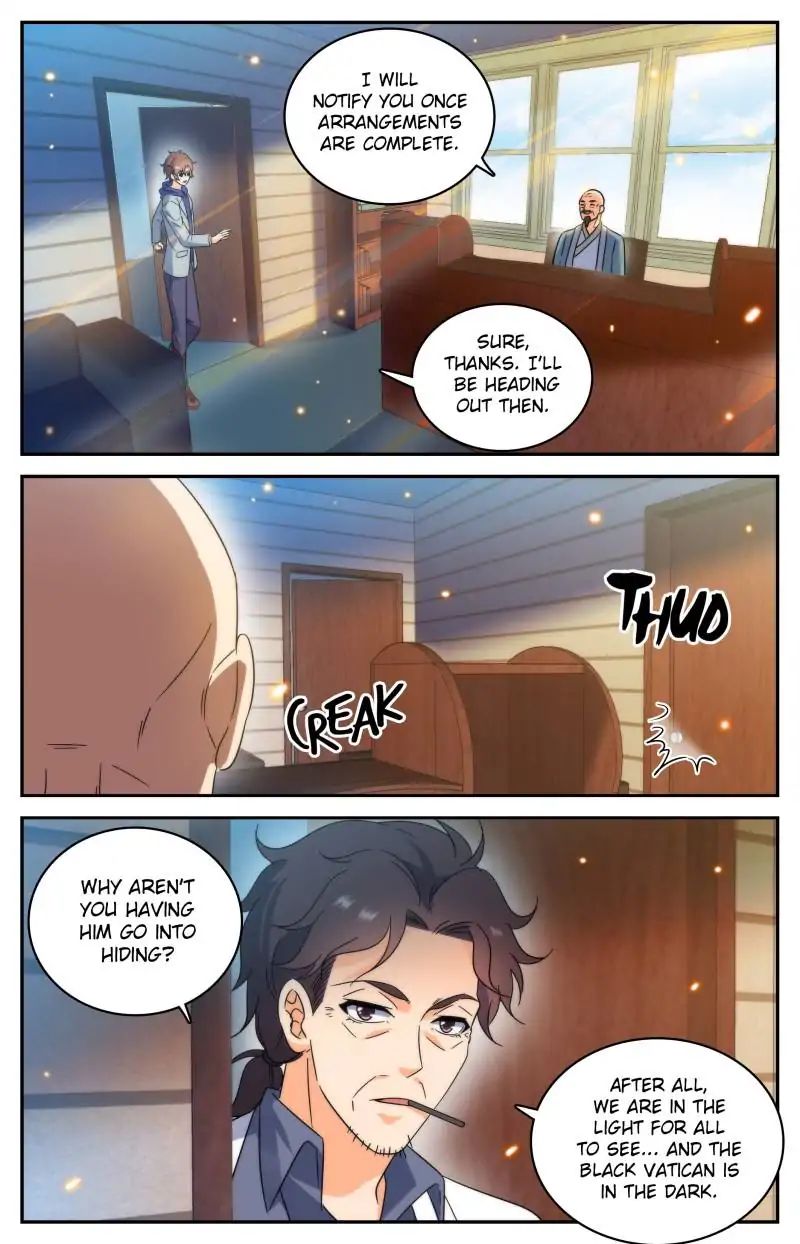 I WILL
NOTIFY YOU ONCE
ARRANGEMENTS
ARE COMPLETE.
SURE,
THANKS. I'LL
BE HEADING
OUT THEN.
THUD
CREAK
WHY AREN'T
YOU HAVING
HIM GO INTO
HIDING?
AFTER ALL,
WE ARE IN THE
LIGHT FOR ALL
TO SEE... AND THE
BLACK VATICAN IS
IN THE DARK.